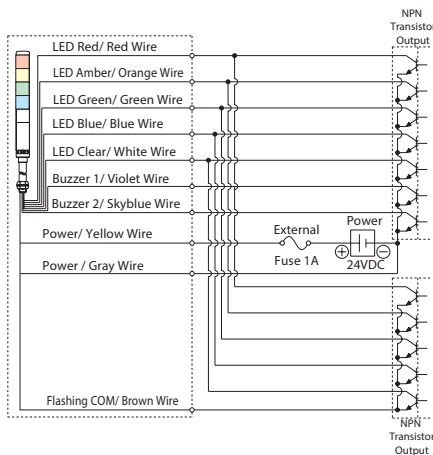 NPN
Transistor
Output
LED Red/ Red Wire
LED Amber/ Orange Wire
LED Green/ Green Wire
LED Blue/ Blue Wire
LED Clear/ White Wire
Buzzer 1/ Violet Wire
Buzzer 2/ Skyblue Wire
Power/ Yellow Wire
External
Fuse 1A
Power
24VDC
Power / Gray Wire
Flashing COM/ Brown Wire
NPN
Transistor
Output